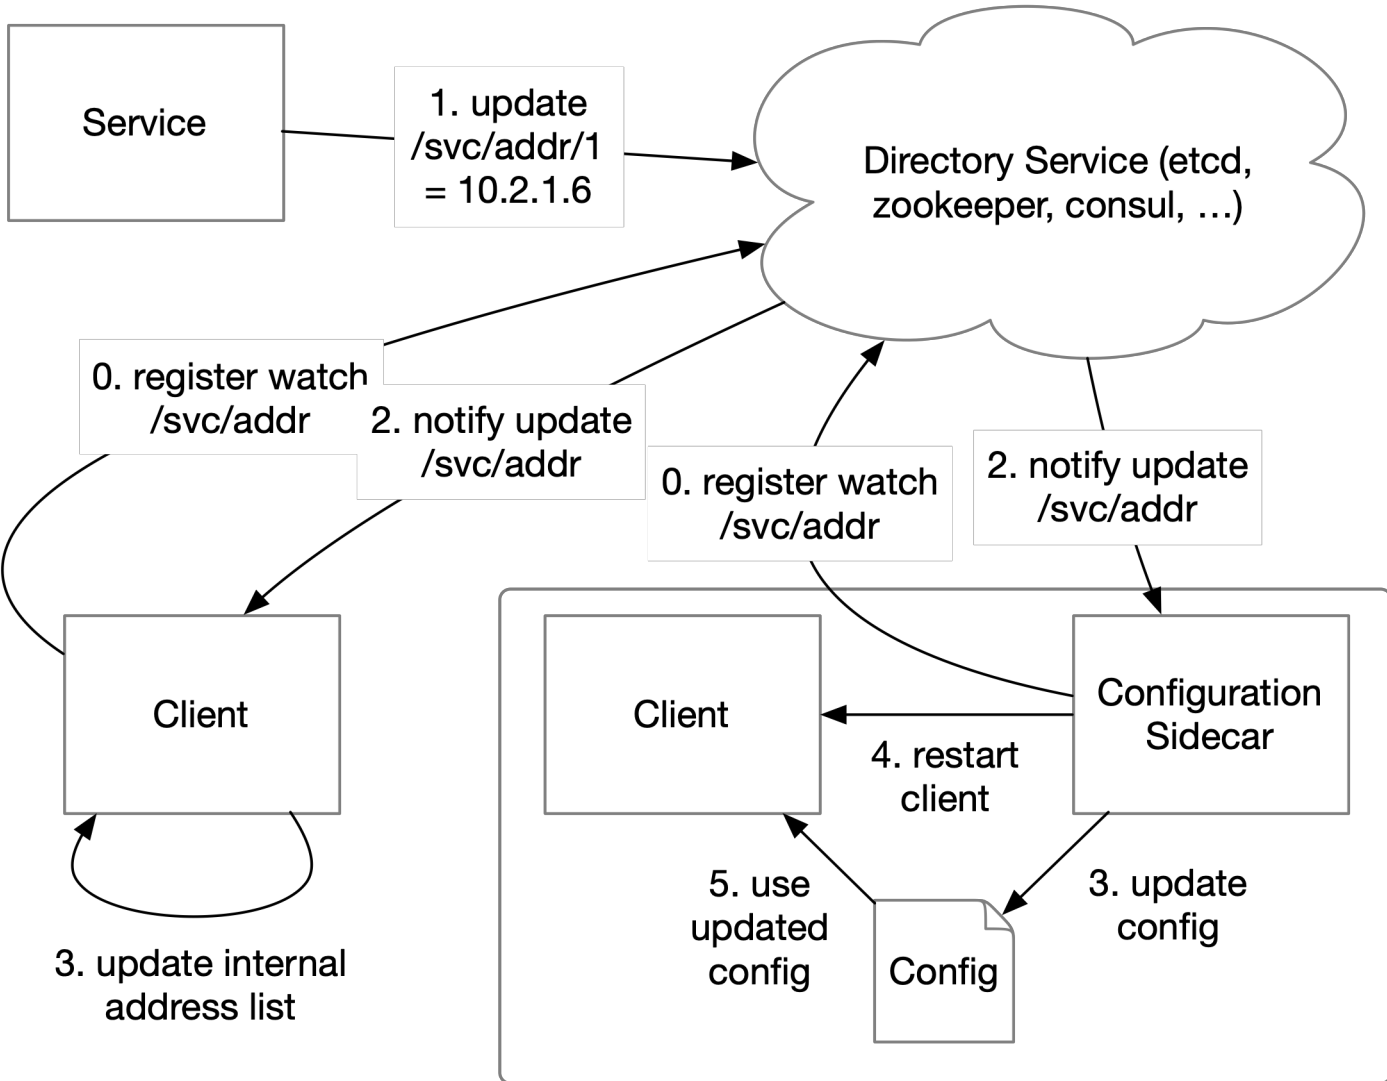 Service
1. update
/svc/addr/1
= 10.2.1.6
Directory Service (etcd,
zookeeper, consul, …)
0. register watch
/svc/addr
2. notify update
/svc/addr
0. register watch
/svc/addr
2. notify update
/svc/addr
Client
3. update internal
address list
Client
Configuration
Sidecar
4. restart
client
5. use
updated
config
3. update
config
Config